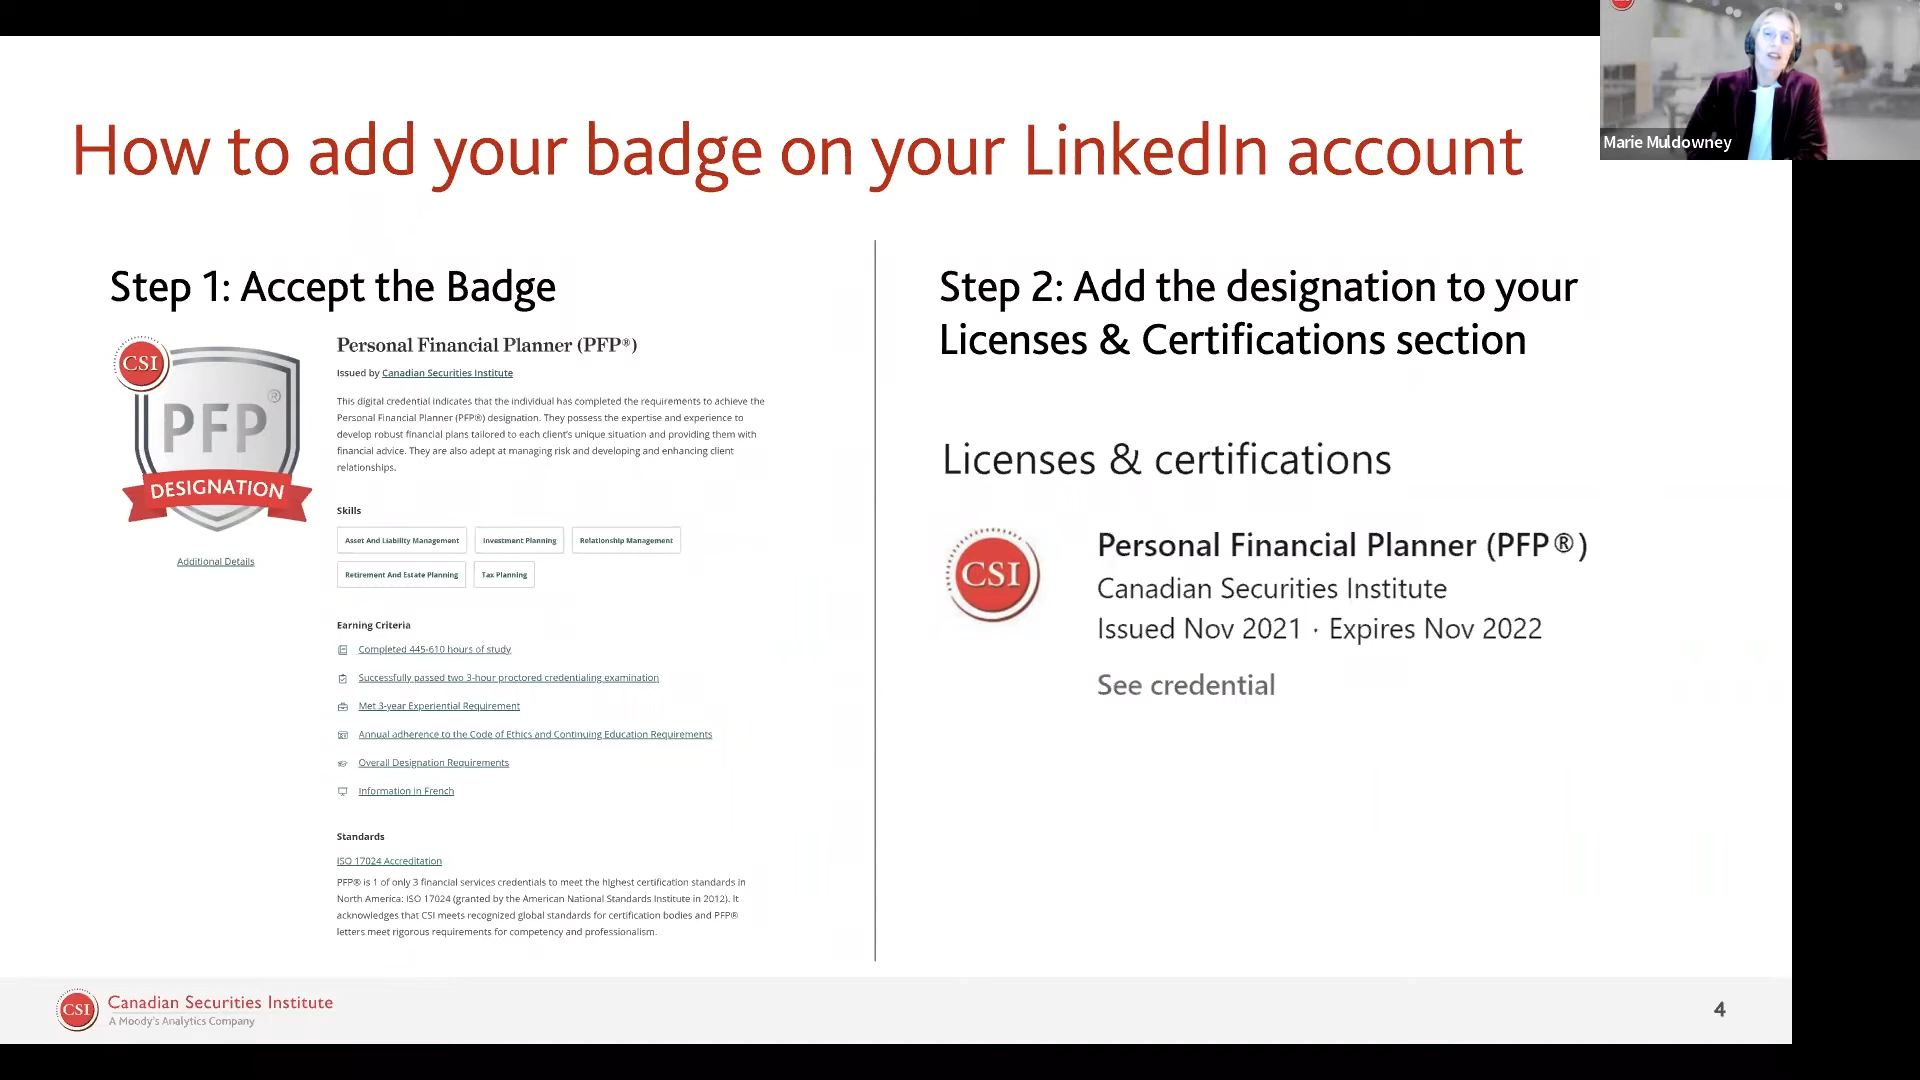 Marie Muldowney
How to add your badge on your LinkedIn account
Step 1: Accept the Badge
CSI
PFP®
DESIGNATION
Additional Details
Personal Financial Planner (PFP®)
Issued by Canadian Securities Institute
This digital credential indicates that the individual has completed the requirements to achieve the
Personal Financial Planner (PFP®) designation. They possess the expertise and experience to
develop robust financial plans tailored to each client's unique situation and providing them with
financial advice. They are also adept at managing risk and developing and enhancing client
relationships.
Skills
Asset And Liability Management
Investment Planning
Relationship Management
Retirement And Estate Planning
Tax Planning
Earning Criteria
Completed 445-610 hours of study
Successfully passed two 3-hour proctored credentialing examination
Met 3-year Experiential Requirement
Annual adherence to the Code of Ethics and Continuing Education Requirements
Overall Designation Requirements
Information in French
Standards
ISO 17024 Accreditation
PFP® is 1 of only 3 financial services credentials to meet the highest certification standards in
North America: ISO 17024 (granted by the American National Standards Institute in 2012). It
acknowledges that CSI meets recognized global standards for certification bodies and PFP®
letters meet rigorous requirements for competency and professionalism.
Step 2: Add the designation to your
Licenses & Certifications section
Licenses & certifications
CSI
Personal Financial Planner (PFP®)
Canadian Securities Institute
Issued Nov 2021 · Expires Nov 2022
See credential
CSI
Canadian Securities Institute
A Moody's Analytics Company
4